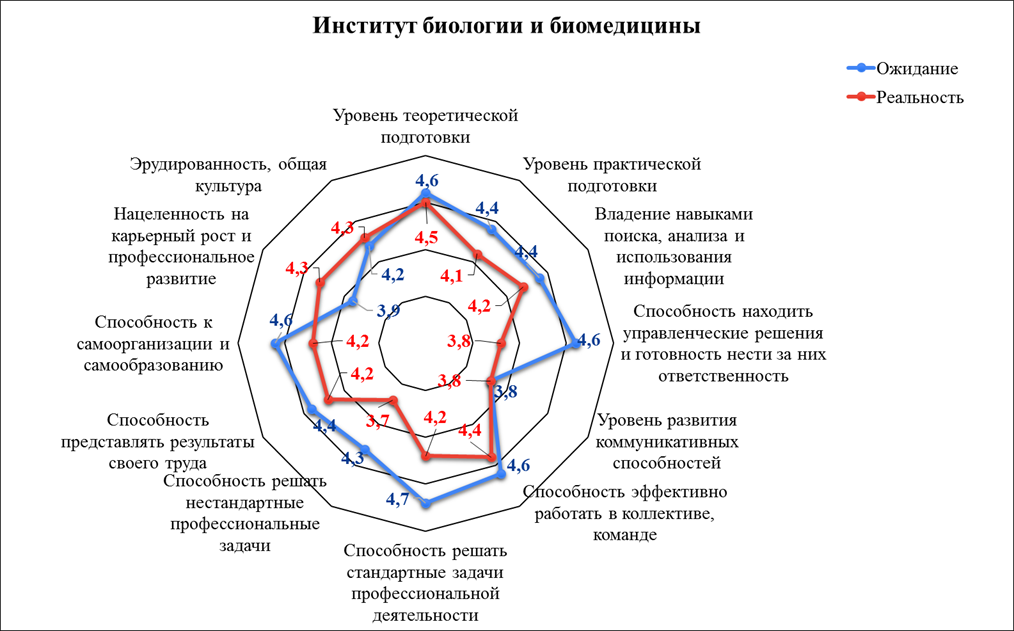 Институт биологии и биомедицины
Ожидание
Реальность
Уровень теоретической
подготовки
Эрудированность, общая
культура
Уровень практической
подготовки
4,6
4,4
Нацеленность на
карьерный рост и
профессиональное
развитие
Владение навыками
поиска, анализа и
использования
информации
4,3
4,5
4,4
4,3
4,2
4,1
3,9
4,2
Способность к
самоорганизации и
самообразованию
4,6
4,2
3,8
4,6
Способность находить
управленческие решения
и готовность нести за них
ответственность
4,2
3,8
3,8
Способность
представлять результаты
своего труда
4,4
3,7
4,2
4,4
Уровень развития
коммуникативных
способностей
4,3
4,6
Способность решать
нестандартные
профессиональные
задачи
4,7
Способность эффективно
работать в коллективе,
команде
Способность решать
стандартные задачи
профессиональной
деятельности